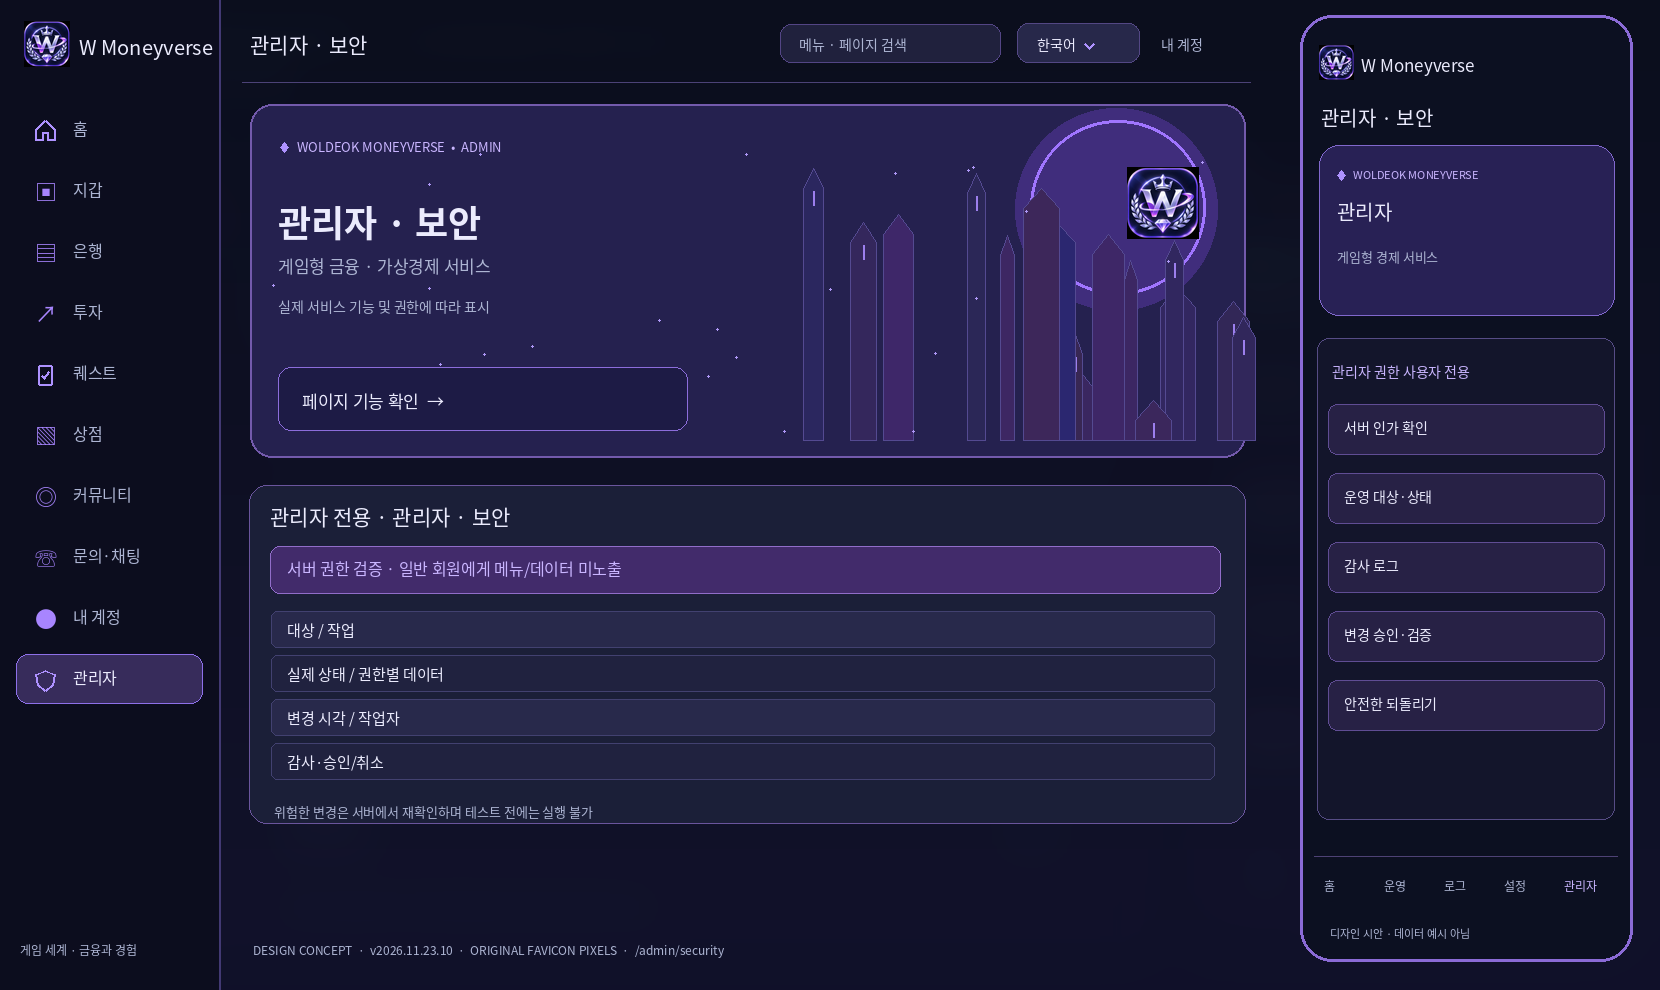 W Moneyverse
홈
지갑
은행
투자
퀘스트
상점
커뮤니티
문의·채팅
내 계정
관리자
게임 세계 · 금융과 경험
관리자 · 보안
메뉴 · 페이지 검색
한국어
내 계정
WOLDEOK MONEYVERSE • ADMIN
관리자 · 보안
게임형 금융 · 가상경제 서비스
실제 서비스 기능 및 권한에 따라 표시
페이지 기능 확인 →
W
관리자 전용 · 관리자 · 보안
서버 권한 검증 · 일반 회원에게 메뉴/데이터 미노출
대상 / 작업
실제 상태 / 권한별 데이터
변경 시각 / 작업자
감사·승인/취소
위험한 변경은 서버에서 재확인하며 테스트 전에는 실행 불가
DESIGN CONCEPT · v2026.11.23.10 · ORIGINAL FAVICON PIXELS · /admin/security
W Moneyverse
관리자 · 보안
WOLDEOK MONEYVERSE
관리자
게임형 경제 서비스
관리자 권한 사용자 전용
서버 인가 확인
운영 대상·상태
감사 로그
변경 승인·검증
안전한 되돌리기
홈 운영 로그 설정 관리자
디자인 시안 · 데이터 예시 아님